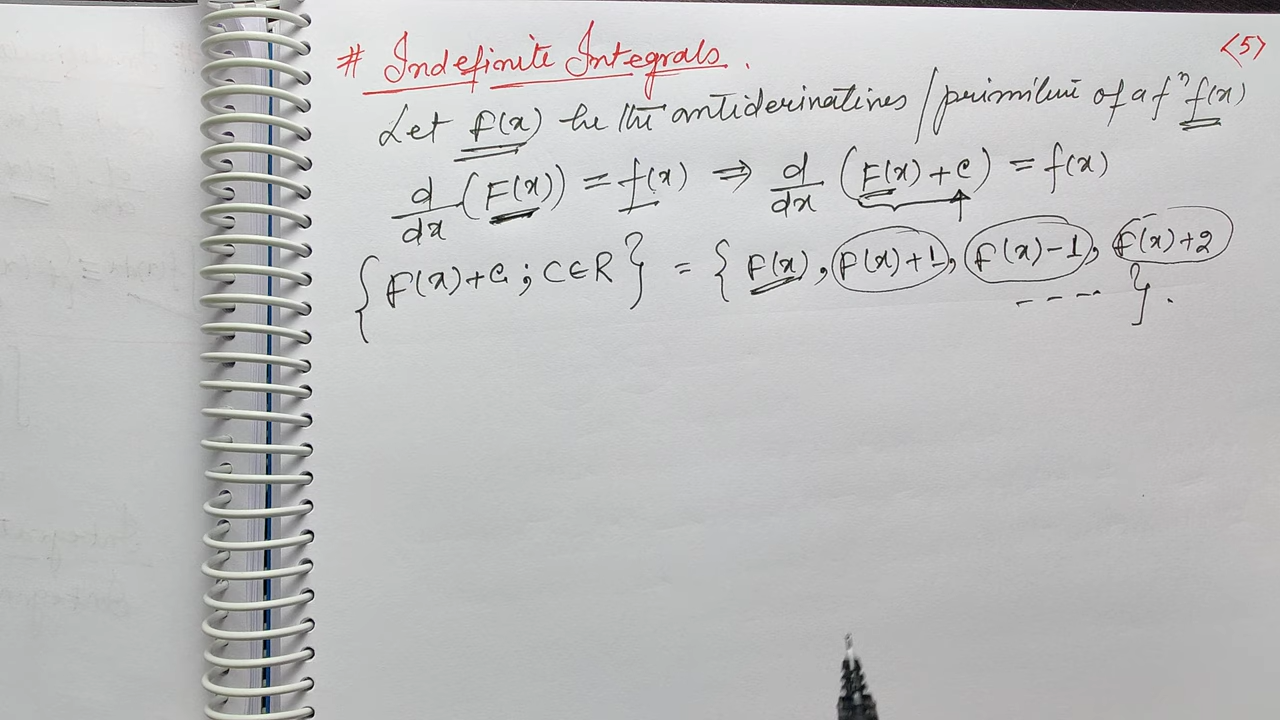 <5>
# Indefinite Integrals.
Let F(x) be the antiderivatives / primitive of a fⁿ f(x)
d/dx (F(x)) = f(x) ⇒ d/dx (F(x) + c) = f(x)
{F(x) + c ; C ∈ R} = {F(x), F(x)+1, F(x)-1, F(x)+2
---- }.